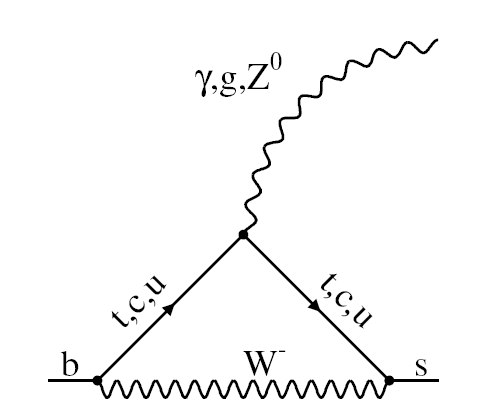 γ,g,Z⁰
t,c,u
t,c,u
b
W⁻
s